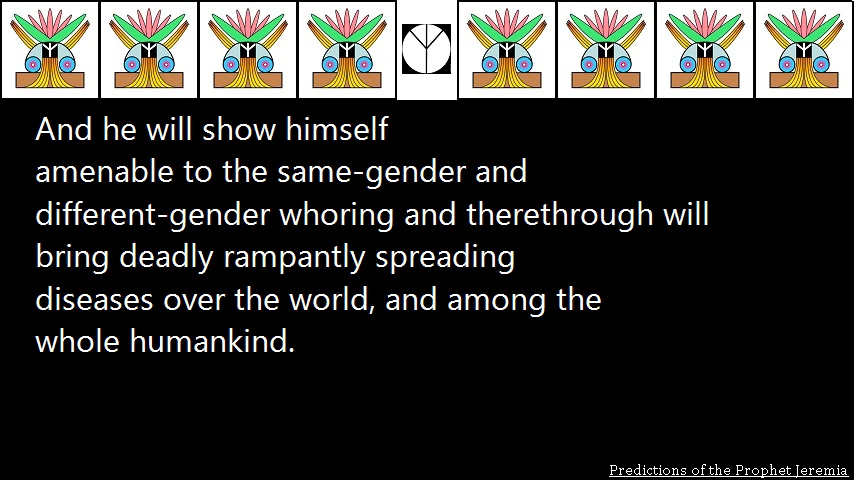 And he will show himself
amenable to the same-gender and
different-gender whoring and therethrough will
bring deadly rampantly spreading
diseases over the world, and among the
whole humankind.
Predictions of the Prophet Jeremia